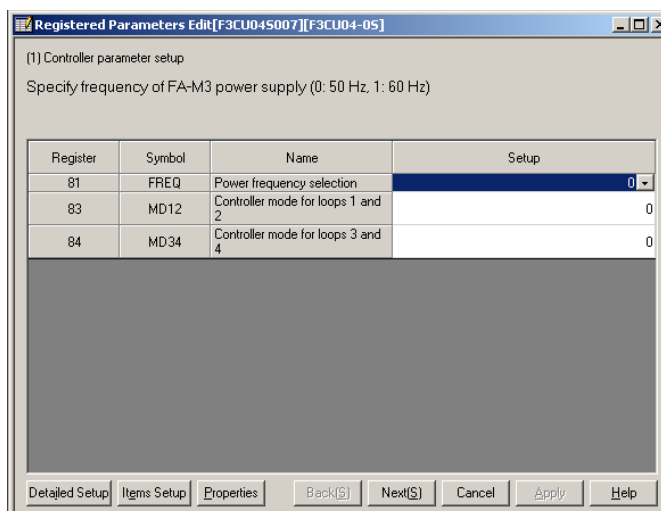 Registered Parameters Edit[F3CU04S007][F3CU04-0S]
(1) Controller parameter setup
Specify frequency of FA-M3 power supply (0: 50 Hz, 1: 60 Hz)
Register Symbol Name Setup
81 FREQ Power frequency selection 0
83 MD12 Controller mode for loops 1 and 2 0
84 MD34 Controller mode for loops 3 and 4 0
Detailed Setup Items Setup Properties Back(S) Next(S) Cancel Apply Help